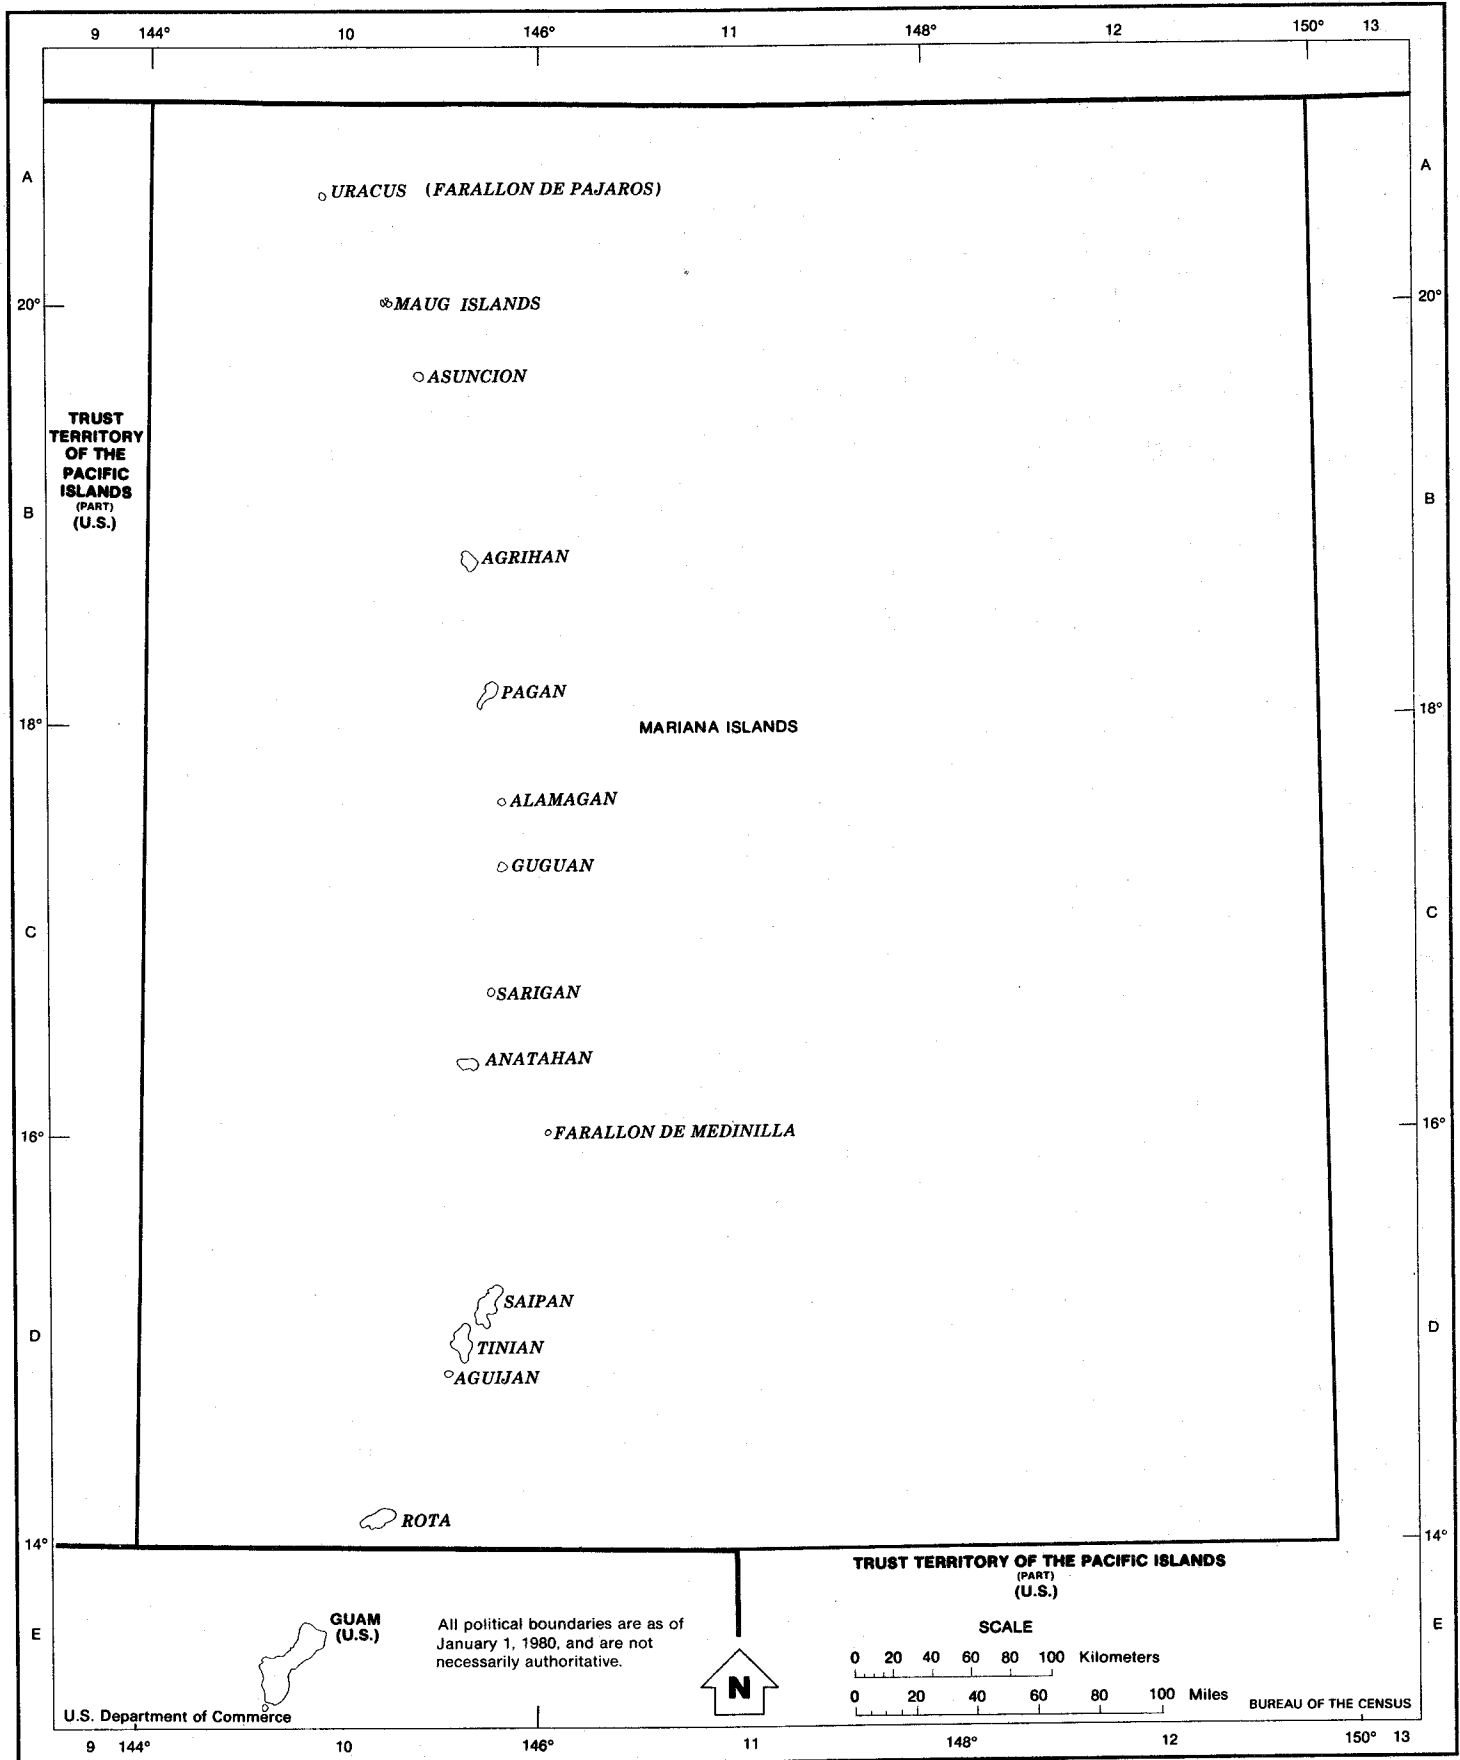 9 144° 10 146° 11 148° 12 150° 13
A A
URACUS (FARALLON DE PAJAROS)
20° MAUG ISLANDS 20°
ASUNCION
TRUST
TERRITORY
OF THE
PACIFIC
ISLANDS
(PART)
(U.S.)
B B
AGRIHAN
PAGAN
18° 18°
MARIANA ISLANDS
ALAMAGAN
GUGUAN
C C
SARIGAN
ANATAHAN
16° 16°
FARALLON DE MEDINILLA
SAIPAN
D D
TINIAN
AGUIJAN
ROTA
14° 14°
TRUST TERRITORY OF THE PACIFIC ISLANDS
(PART)
(U.S.)
GUAM
(U.S.)
E E
All political boundaries are as of
January 1, 1980, and are not
necessarily authoritative.
N
SCALE
0 20 40 60 80 100 Kilometers
0 20 40 60 80 100 Miles
U.S. Department of Commerce
BUREAU OF THE CENSUS
9 144° 10 146° 11 148° 12 150° 13